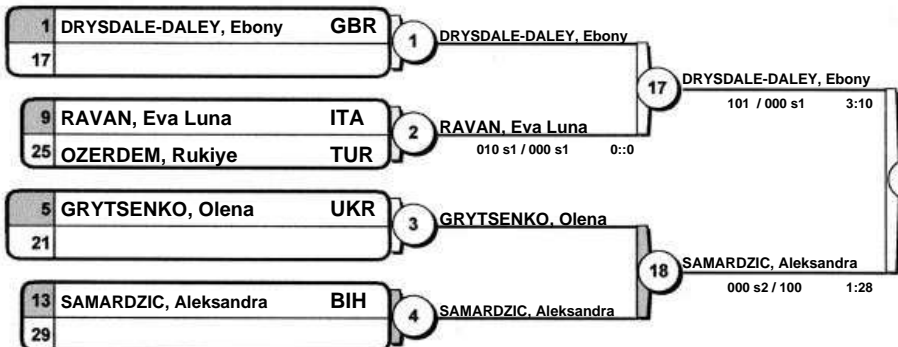 1 DRYSDALE-DALEY, Ebony GBR
17
1
DRYSDALE-DALEY, Ebony
9 RAVAN, Eva Luna ITA
25 OZERDEM, Rukiye TUR
2
RAVAN, Eva Luna
010 s1 / 000 s1 0::0
17
DRYSDALE-DALEY, Ebony
101 / 000 s1 3:10
5 GRYTSENKO, Olena UKR
21
3
GRYTSENKO, Olena
13 SAMARDZIC, Aleksandra BIH
29
4
SAMARDZIC, Aleksandra
18
SAMARDZIC, Aleksandra
000 s2 / 100 1:28